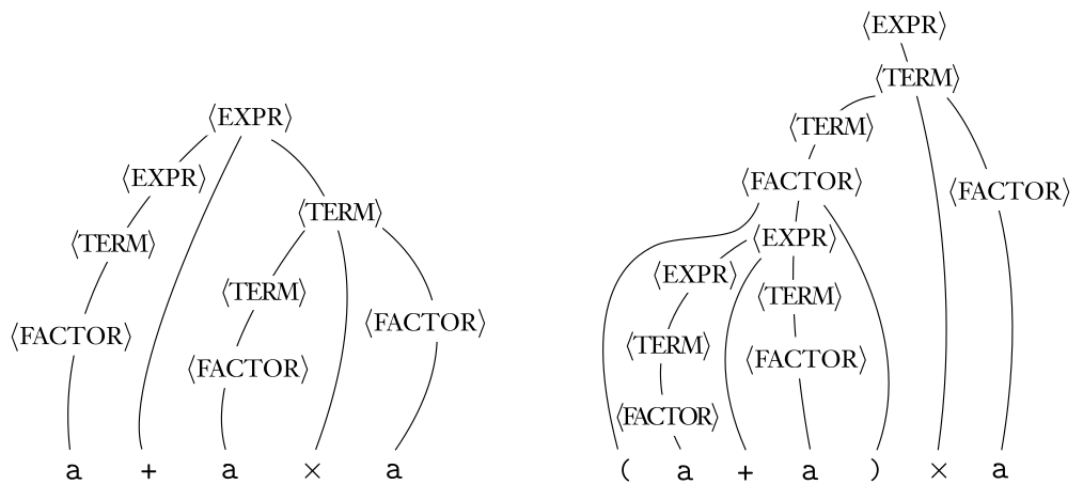 ⟨EXPR⟩
⟨EXPR⟩
⟨TERM⟩
⟨TERM⟩
⟨TERM⟩
⟨FACTOR⟩
⟨FACTOR⟩
⟨FACTOR⟩
a + a × a
⟨EXPR⟩
⟨TERM⟩
⟨TERM⟩
⟨FACTOR⟩ ⟨FACTOR⟩
⟨EXPR⟩
⟨EXPR⟩
⟨TERM⟩
⟨TERM⟩
⟨FACTOR⟩
⟨FACTOR⟩
( a + a ) × a